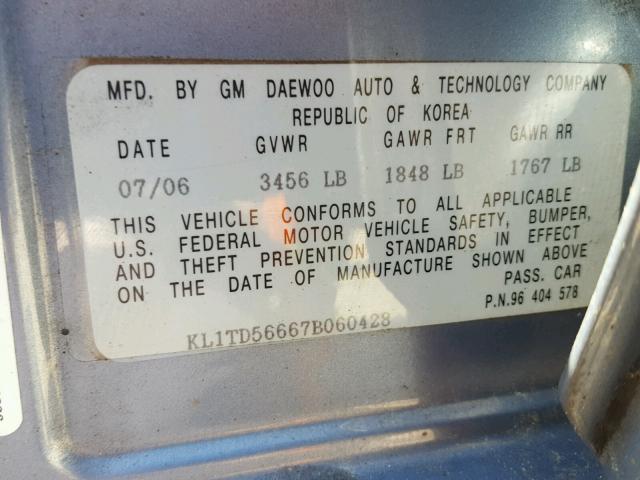 MFD. BY GM DAEWOO AUTO & TECHNOLOGY COMPANY
REPUBLIC OF KOREA
DATE GVWR GAWR FRT GAWR RR
07/06 3456 LB 1848 LB 1767 LB
THIS VEHICLE CONFORMS TO ALL APPLICABLE
U.S. FEDERAL MOTOR VEHICLE SAFETY, BUMPER,
AND THEFT PREVENTION STANDARDS IN EFFECT
ON THE DATE OF MANUFACTURE SHOWN ABOVE
PASS. CAR
P.N.96 404 578
KL1TD56667B060428